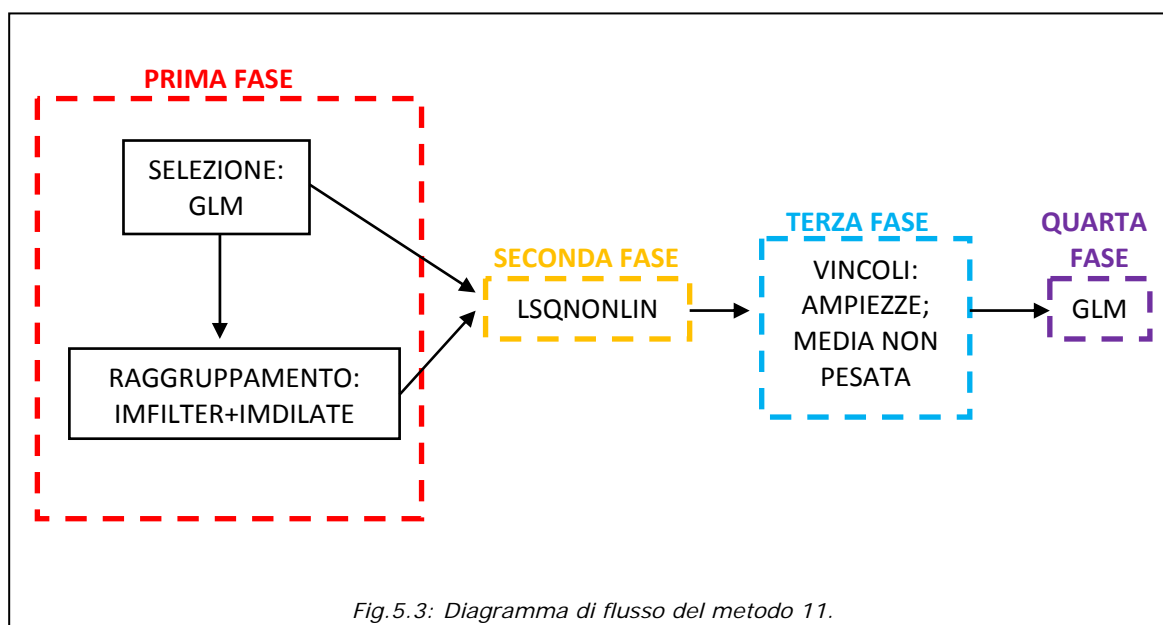 PRIMA FASE
SELEZIONE:
GLM
RAGGRUPPAMENTO:
IMFILTER+IMDILATE
SECONDA FASE
LSQNONLIN
TERZA FASE
VINCOLI:
AMPIEZZE;
MEDIA NON
PESATA
QUARTA
FASE
GLM
Fig.5.3: Diagramma di flusso del metodo 11.